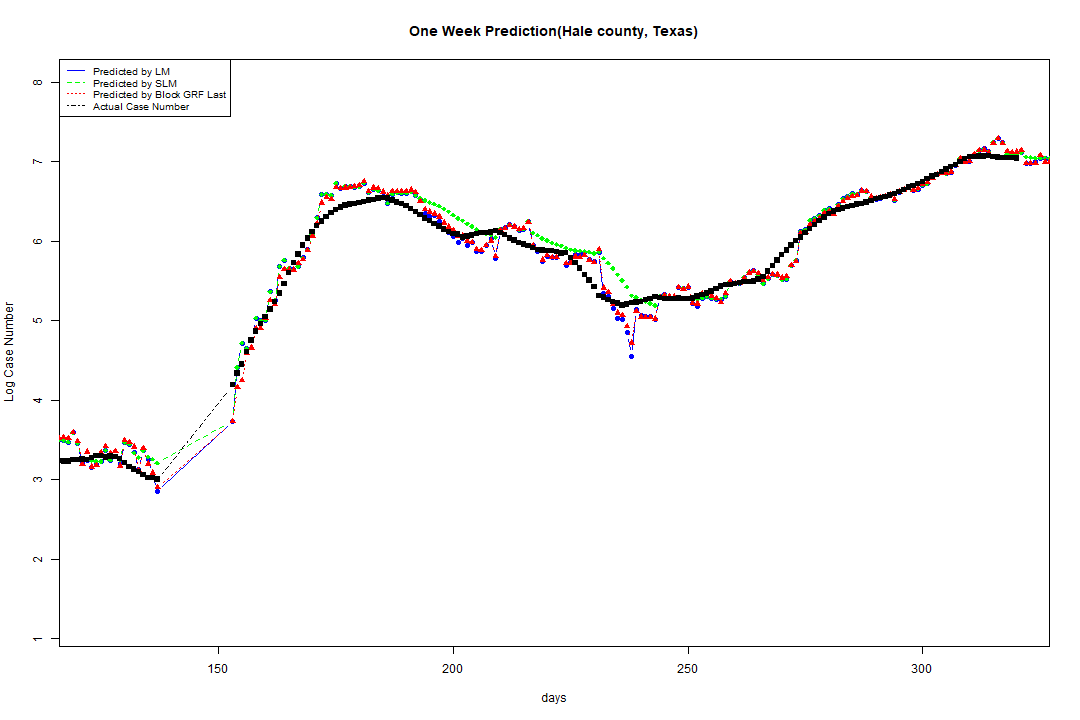 One Week Prediction(Hale county, Texas)
Predicted by LM
Predicted by SLM
Predicted by Block GRF Last
Actual Case Number
8
7
6
5
4
3
2
1
Log Case Number
150 200 250 300
days